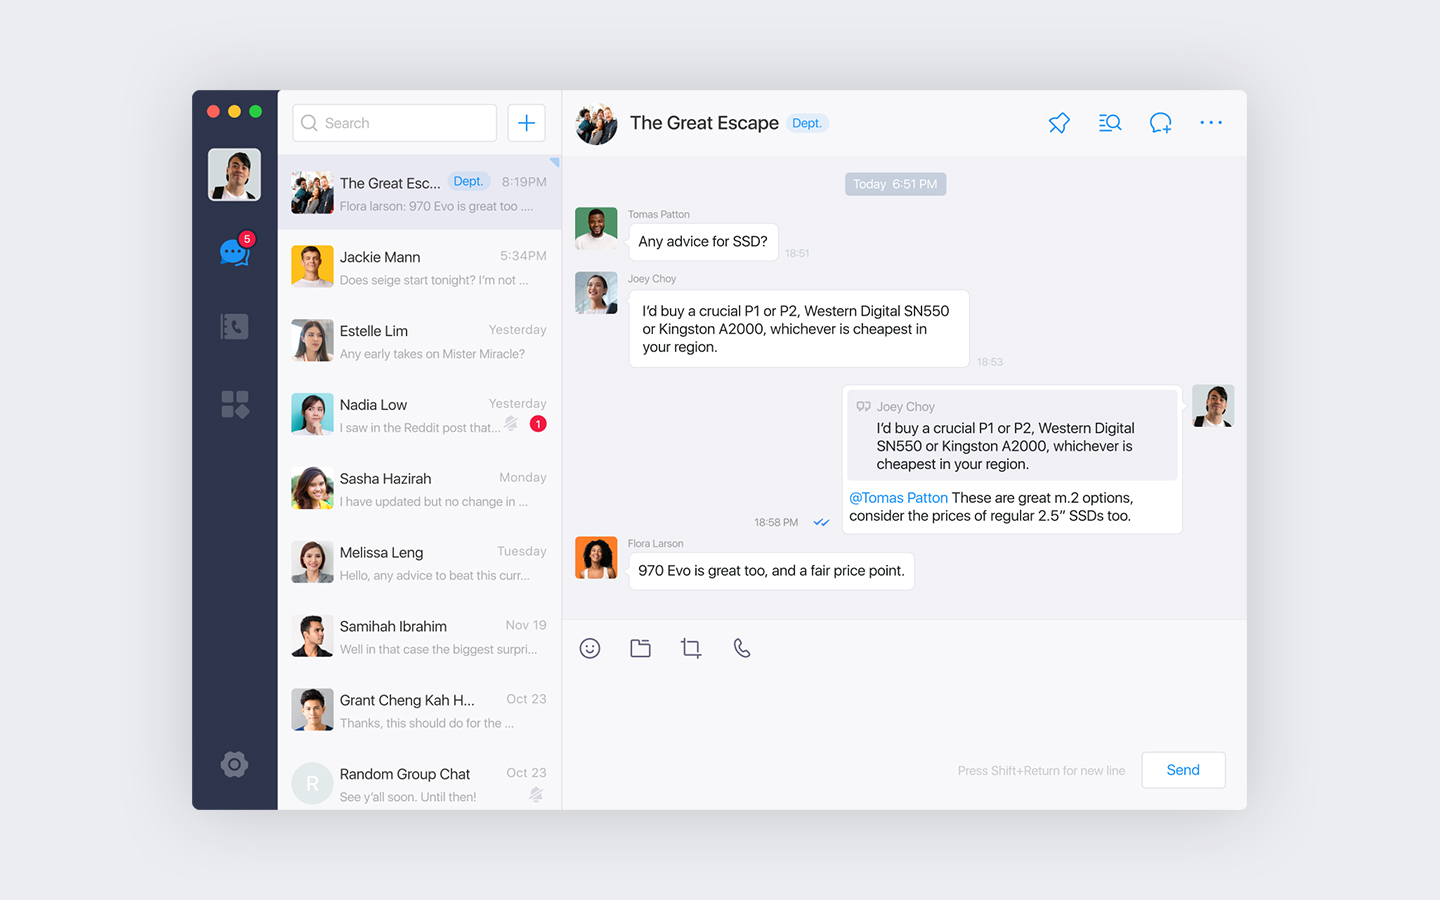 Search
The Great Esc... Dept. 8:19PM
Flora larson: 970 Evo is great too ....
5
Jackie Mann 5:34PM
Does seige start tonight? I'm not ...
Estelle Lim Yesterday
Any early takes on Mister Miracle?
Nadia Low Yesterday
I saw in the Reddit post that... 1
Sasha Hazirah Monday
I have updated but no change in ...
Melissa Leng Tuesday
Hello, any advice to beat this curr...
Samihah Ibrahim Nov 19
Well in that case the biggest surpri...
Grant Cheng Kah H... Oct 23
Thanks, this should do for the ...
R
Random Group Chat Oct 23
See y'all soon. Until then!
The Great Escape Dept.
Today 6:51 PM
Tomas Patton
Any advice for SSD?
18:51
Joey Choy
I'd buy a crucial P1 or P2, Western Digital SN550
or Kingston A2000, whichever is cheapest in
your region.
18:53
Joey Choy
I'd buy a crucial P1 or P2, Western Digital
SN550 or Kingston A2000, whichever is
cheapest in your region.
@Tomas Patton These are great m.2 options,
consider the prices of regular 2.5” SSDs too.
18:58 PM
Flora Larson
970 Evo is great too, and a fair price point.
Press Shift+Return for new line
Send